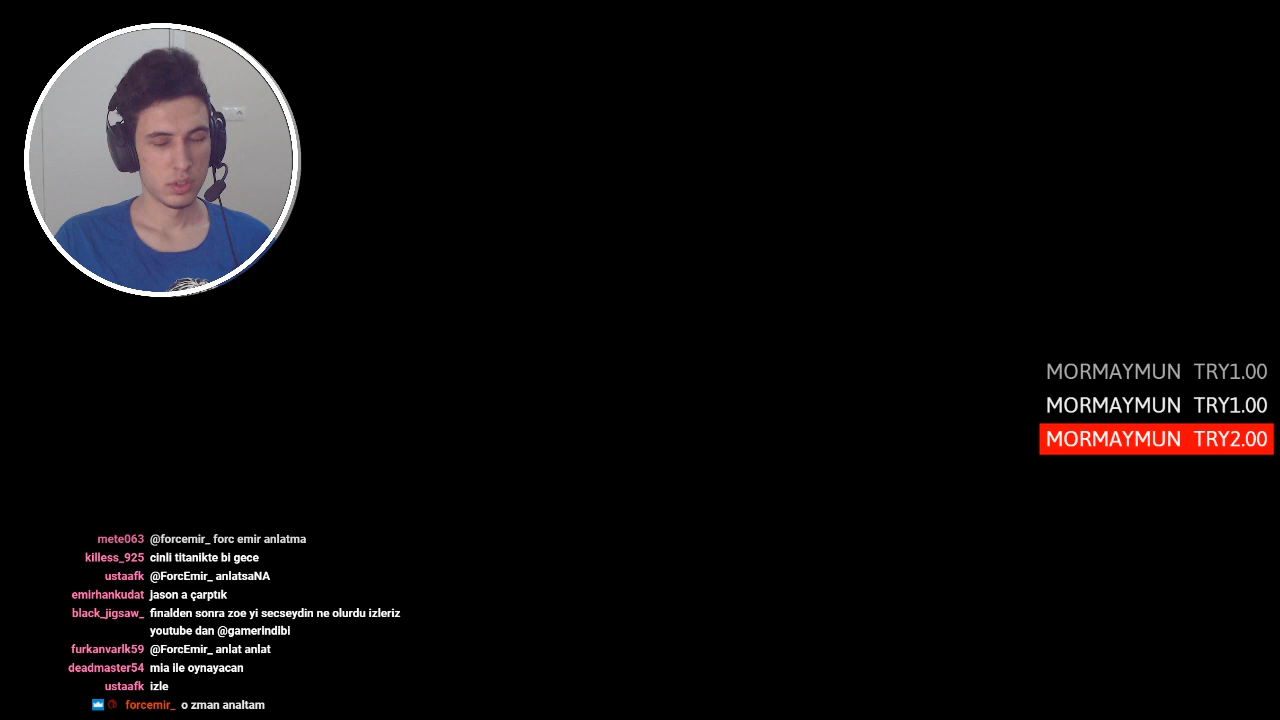 MORMAYMUN TRY1.00
MORMAYMUN TRY1.00
MORMAYMUN TRY2.00
mete063 @forcemir_ forc emir anlatma
killess_925 cinli titanikte bi gece
ustaafk @ForcEmir_ anlatsaNA
emirhankudat jason a çarptık
black_jigsaw_ finalden sonra zoe yi secseydin ne olurdu izleriz
youtube dan @gamerindibi
furkanvarlk59 @ForcEmir_ anlat anlat
deadmaster54 mia ile oynayacan
ustaafk izle
forcemir_ o zman analtam